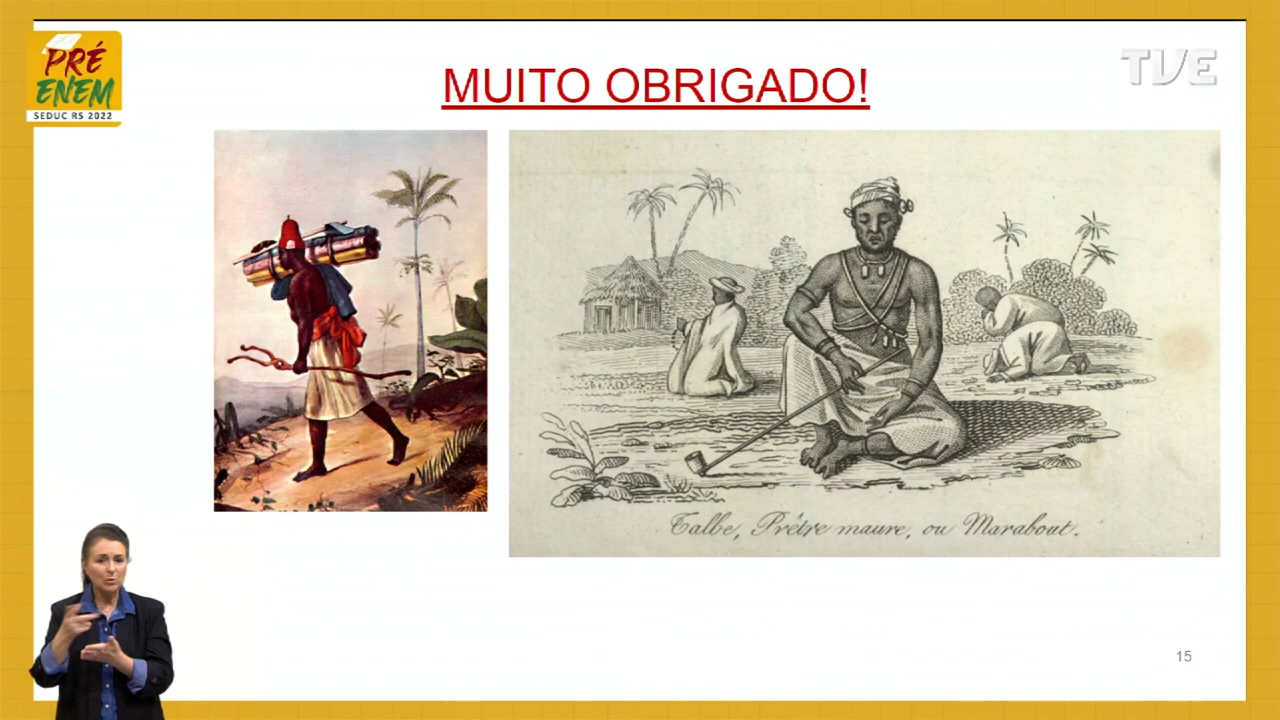 PRÉ
ENEM
SEDUC RS 2022
TVE
MUITO OBRIGADO!
Talbe, Prêtre maure, ou Marabout.
15